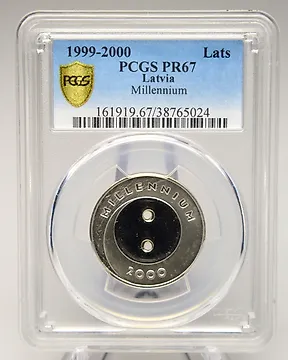 1999-2000 Lats
PCGS PR67
Latvia
Millennium
PCGS
161919.67/38765024
MILLENNIUM
2000